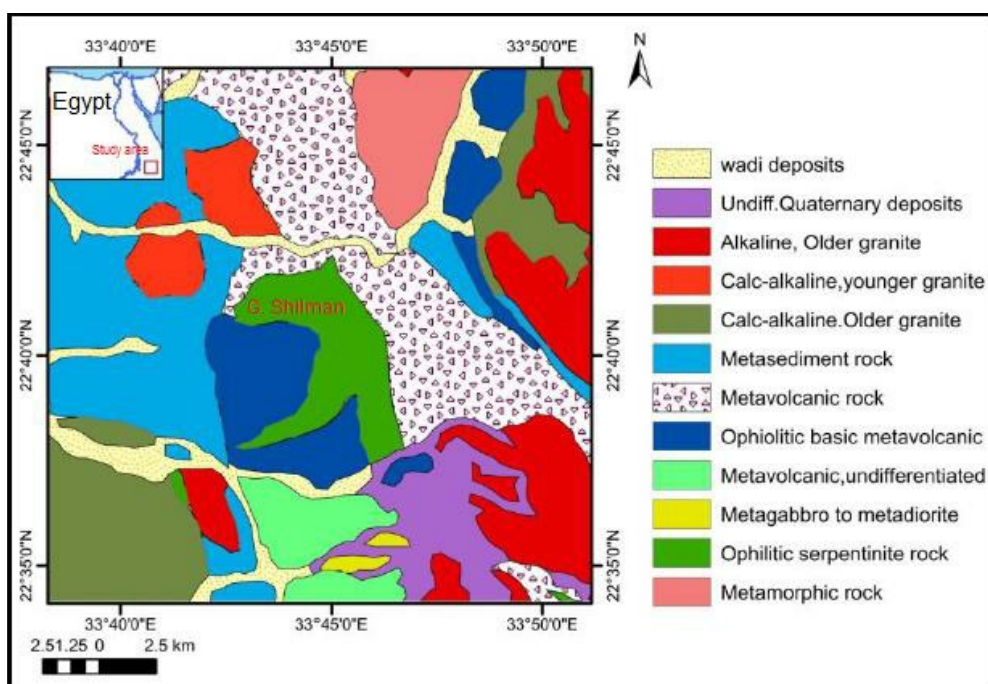 33°40'0"E
33°45'0"E
33°50'0"E
N
Egypt
Study area
22°45'0"N
22°45'0"N
G. Shilman
22°40'0"N
22°40'0"N
22°35'0"N
22°35'0"N
33°40'0"E
33°45'0"E
33°50'0"E
2.51.25 0 2.5 km
wadi deposits
Undiff.Quaternary deposits
Alkaline, Older granite
Calc-alkaline,younger granite
Calc-alkaline.Older granite
Metasediment rock
Metavolcanic rock
Ophiolitic basic metavolcanic
Metavolcanic,undifferentiated
Metagabbro to metadiorite
Ophilitic serpentinite rock
Metamorphic rock